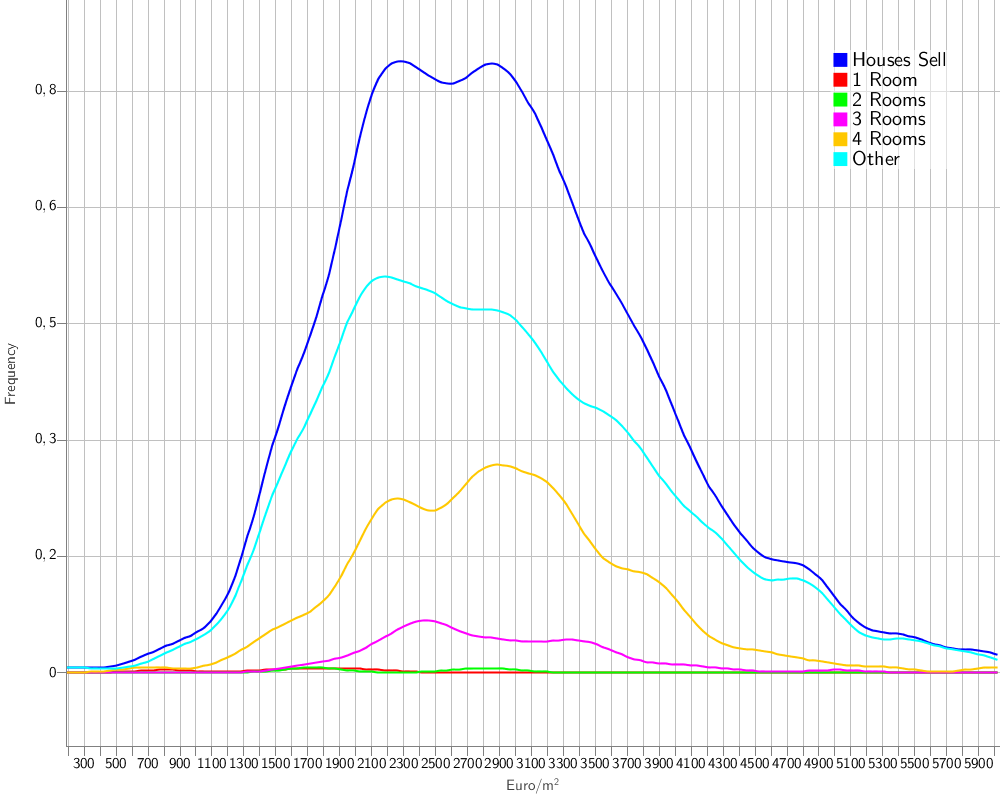 Houses Sell
1 Room
2 Rooms
3 Rooms
4 Rooms
Other
0, 8
0, 6
0, 5
0, 3
0, 2
0
Frequency
300 500 700 900 1100 1300 1500 1700 1900 2100 2300 2500 2700 2900 3100 3300 3500 3700 3900 4100 4300 4500 4700 4900 5100 5300 5500 5700 5900
Euro/m²